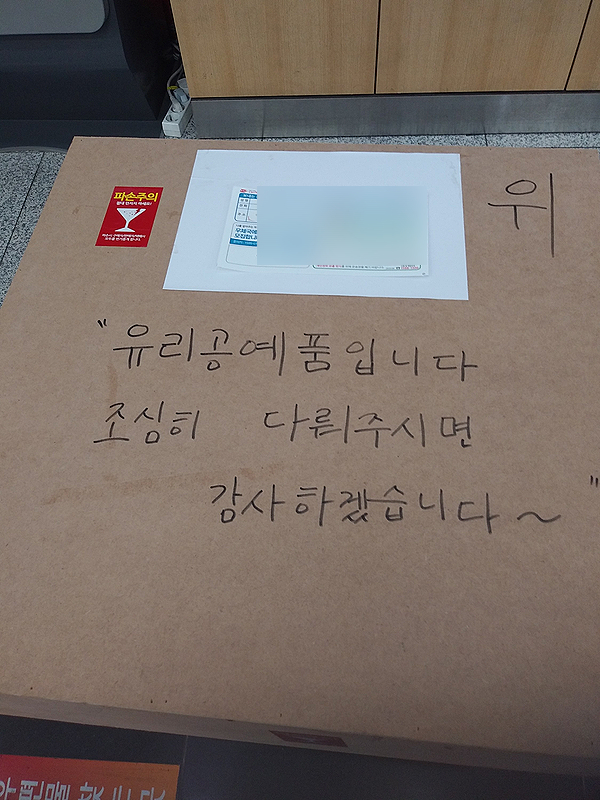 파손주의
위
"유리공예품입니다
조심히 다뤄주시면
감사하겠습니다~"